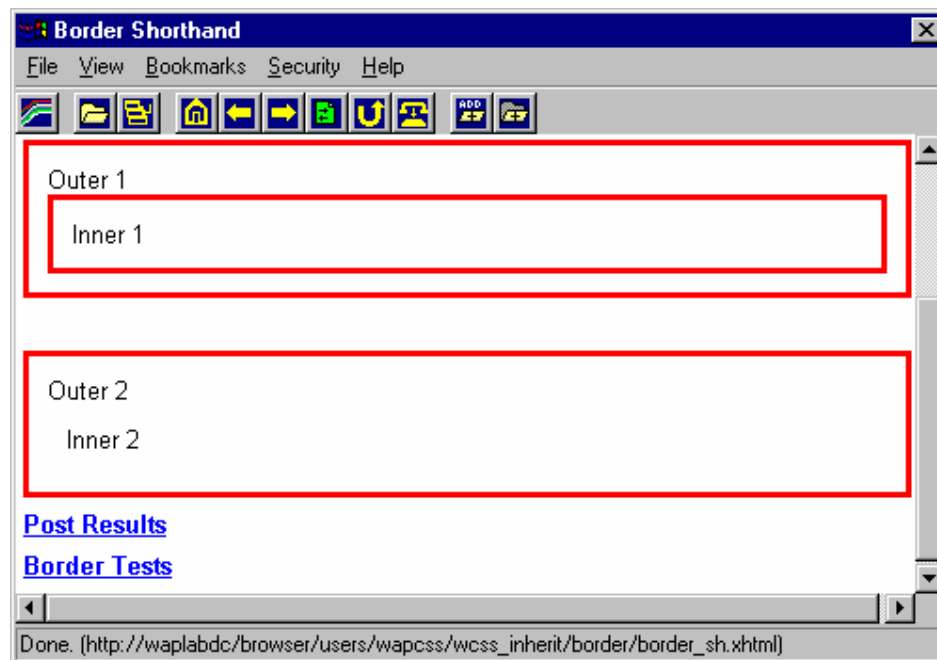 Border Shorthand
File View Bookmarks Security Help
ADD
Outer 1
Inner 1
Outer 2
Inner 2
Post Results
Border Tests
Done. (http://waplabdc/browser/users/wapcss/wcss_inherit/border/border_sh.xhtml)